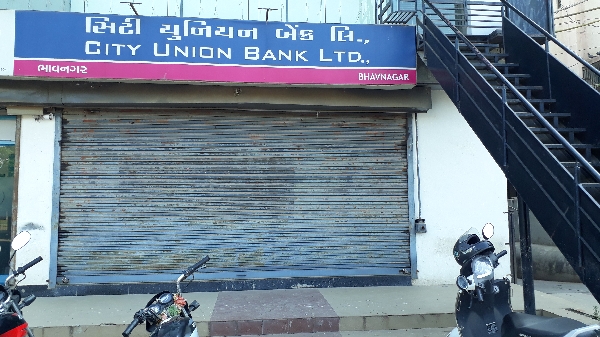 સિટી યુનિયન બેંક લિ.,
CITY UNION BANK LTD.,
ભાવનગર
BHAVNAGAR